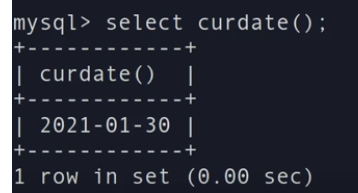 mysql> select curdate();
+------------+
| curdate()  |
+------------+
| 2021-01-30 |
+------------+
1 row in set (0.00 sec)